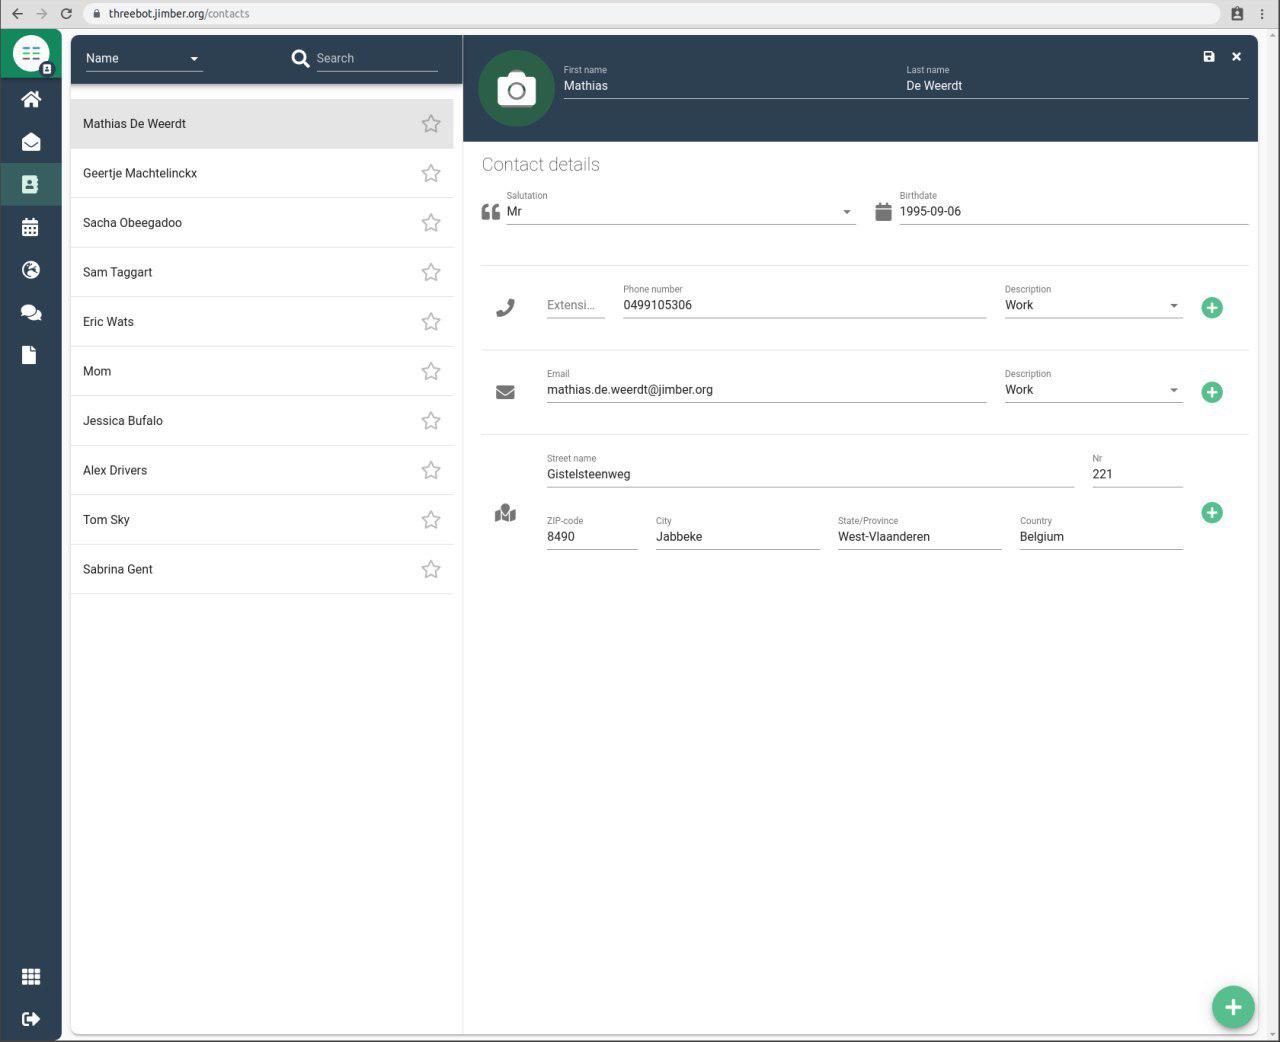 threebot.jimber.org/contacts
Name
Search
Mathias De Weerdt
Geertje Machtelinckx
Sacha Obeegadoo
Sam Taggart
Eric Wats
Mom
Jessica Bufalo
Alex Drivers
Tom Sky
Sabrina Gent
First name
Mathias
Last name
De Weerdt
Contact details
Salutation
Mr
Birthdate
1995-09-06
Extensi...
Phone number
0499105306
Description
Work
Email
mathias.de.weerdt@jimber.org
Description
Work
Street name
Gistelsteenweg
Nr
221
ZIP-code
8490
City
Jabbeke
State/Province
West-Vlaanderen
Country
Belgium